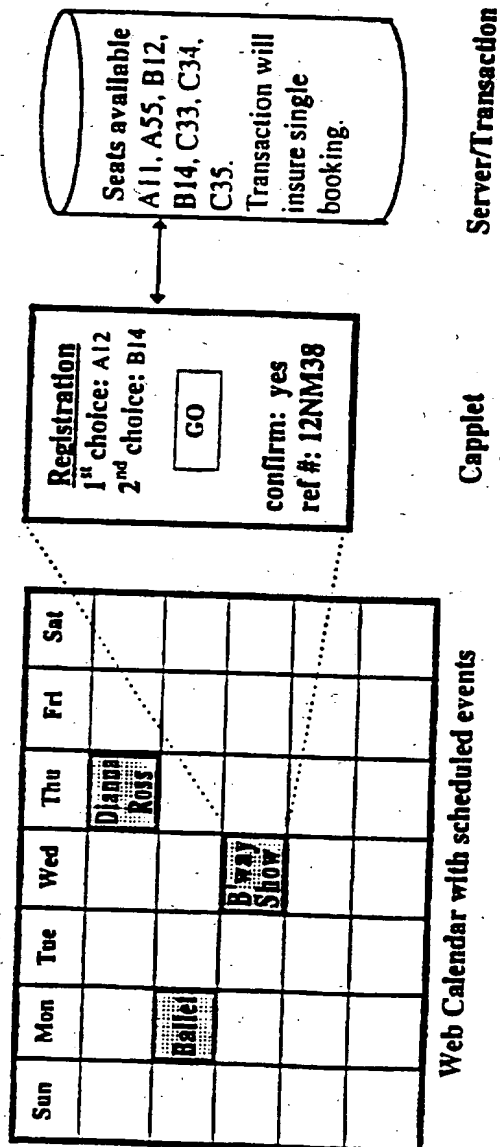 Sun Mon Tue Wed Thu Fri Sat
Dianna
Ross
Ballet
B'way
Show
Web Calendar with scheduled events
Registration
1st choice: A12
2nd choice: B14
GO
confirm: yes
ref #: 12NM38
Capplet
Seats available
A11, A55, B12,
B14, C33, C34,
C35.
Transaction will
insure single
booking.
Server/Transaction